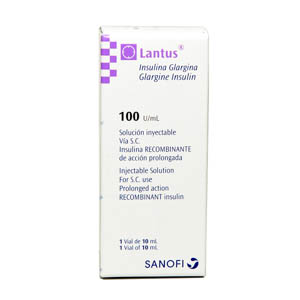 Lantus®
Insulina Glargina
Glargine Insulin
100 U/mL
Solución inyectable
Vía S.C.
Insulina RECOMBINANTE
de acción prolongada
Injectable Solution
For S.C. use
Prolonged action
RECOMBINANT insulin
1 Vial de 10 mL
1 Vial of 10 mL
SANOFI